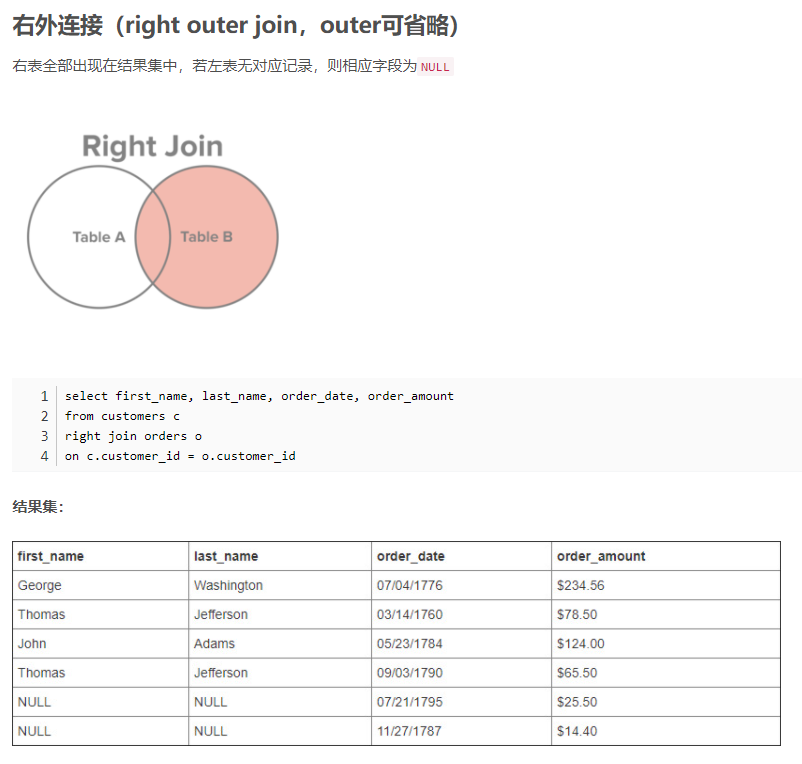 右外连接（right outer join，outer可省略）
右表全部出现在结果集中，若左表无对应记录，则相应字段为NULL
Right Join
Table A Table B
1 select first_name, last_name, order_date, order_amount
2 from customers c
3 right join orders o
4 on c.customer_id = o.customer_id
结果集：
first_name last_name order_date order_amount
George Washington 07/04/1776 $234.56
Thomas Jefferson 03/14/1760 $78.50
John Adams 05/23/1784 $124.00
Thomas Jefferson 09/03/1790 $65.50
NULL NULL 07/21/1795 $25.50
NULL NULL 11/27/1787 $14.40